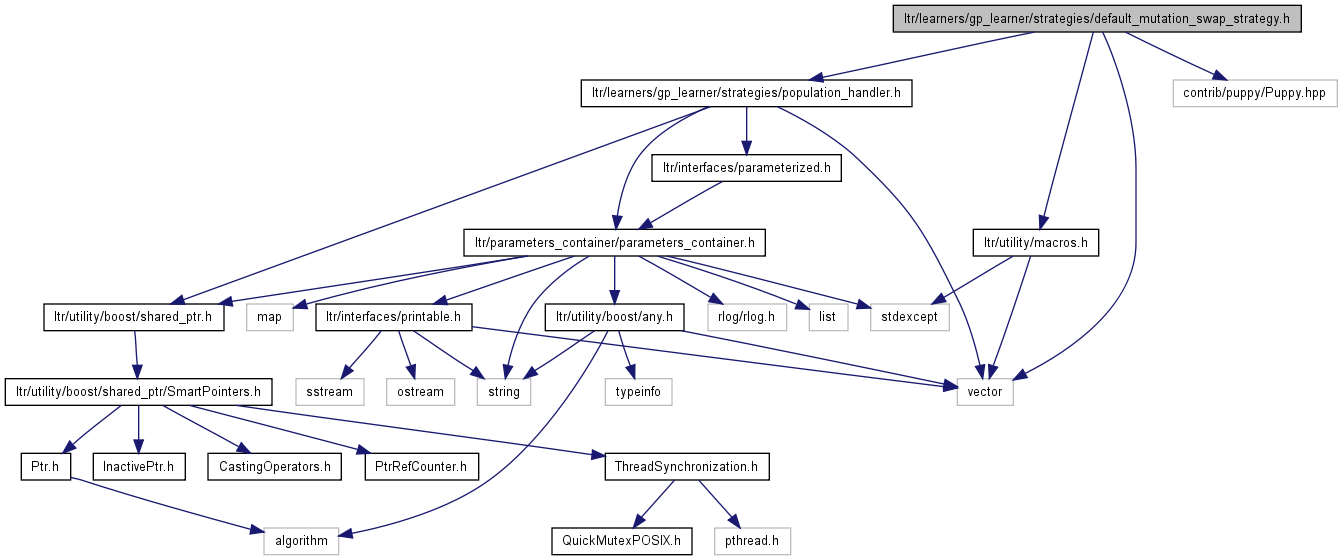 ltr/learners/gp_learner/strategies/default_mutation_swap_strategy.h
ltr/learners/gp_learner/strategies/population_handler.h
contrib/puppy/Puppy.hpp
ltr/interfaces/parameterized.h
ltr/parameters_container/parameters_container.h
ltr/utility/macros.h
ltr/utility/boost/shared_ptr.h
map
ltr/interfaces/printable.h
ltr/utility/boost/any.h
rlog/rlog.h
list
stdexcept
ltr/utility/boost/shared_ptr/SmartPointers.h
sstream
ostream
string
typeinfo
vector
Ptr.h
InactivePtr.h
CastingOperators.h
PtrRefCounter.h
ThreadSynchronization.h
algorithm
QuickMutexPOSIX.h
pthread.h